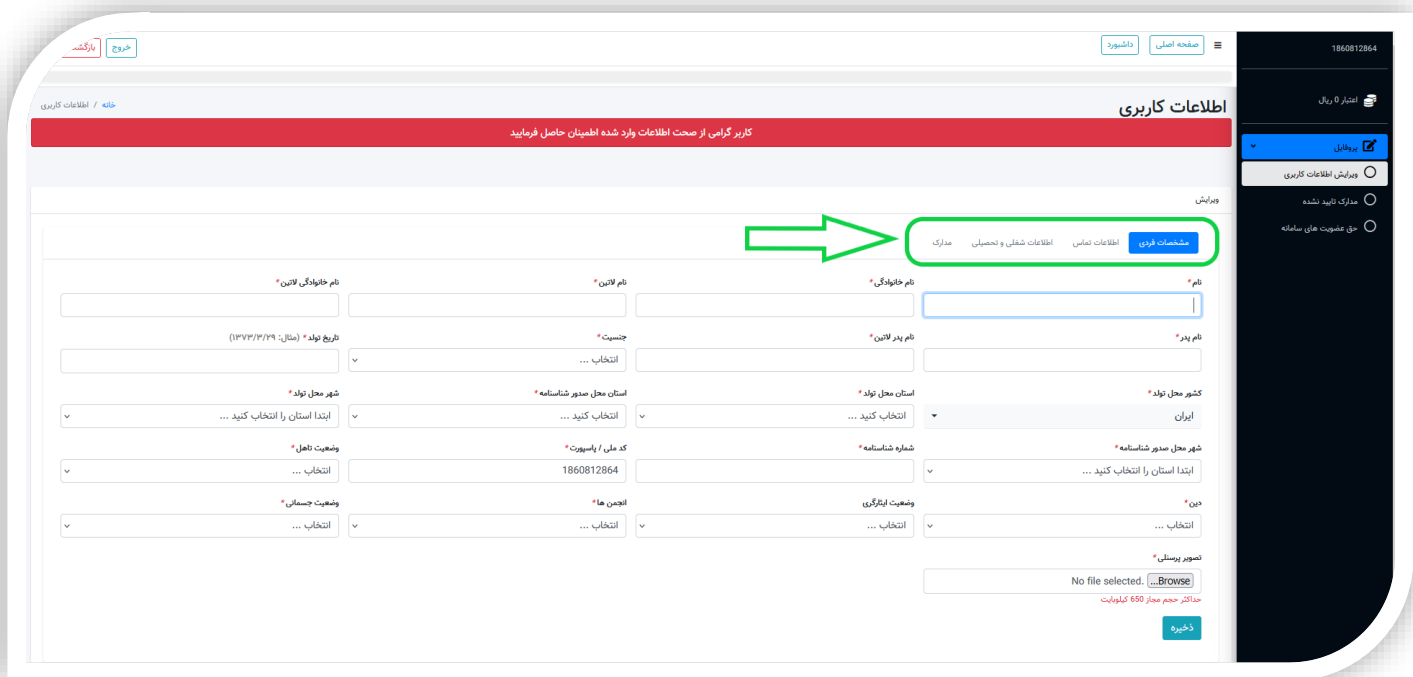 1860812864
اعتبار 0 ریال
پروفایل
ویرایش اطلاعات کاربری
مدارک تایید نشده
حق عضویت های سامانه
صفحه اصلی داشبورد
خروج
اطلاعات کاربری
خانه / اطلاعات کاربری
کاربر گرامی از صحت اطلاعات وارد شده اطمینان حاصل فرمایید
ویرایش
مشخصات فردی اطلاعات تماس اطلاعات شغلی و تحصیلی مدارک
نام * نام خانوادگی * نام لاتین * نام خانوادگی لاتین *
نام پدر * نام پدر لاتین * جنسیت * تاریخ تولد * (مثال: ۱۳۷۳/۳/۲۹)
انتخاب ...
کشور محل تولد * استان محل تولد * استان محل صدور شناسنامه * شهر محل تولد *
ایران انتخاب کنید ... انتخاب کنید ... ابتدا استان را انتخاب کنید ...
شهر محل صدور شناسنامه * شماره شناسنامه * کد ملی / پاسپورت * وضعیت تاهل *
ابتدا استان را انتخاب کنید ... 1860812864 انتخاب ...
دین * وضعیت ایثارگری انجمن ها * وضعیت جسمانی *
انتخاب ... انتخاب ... انتخاب ... انتخاب ...
تصویر پرسنلی *
Browse... No file selected.
حداکثر حجم مجاز 650 کیلوبایت
ذخیره